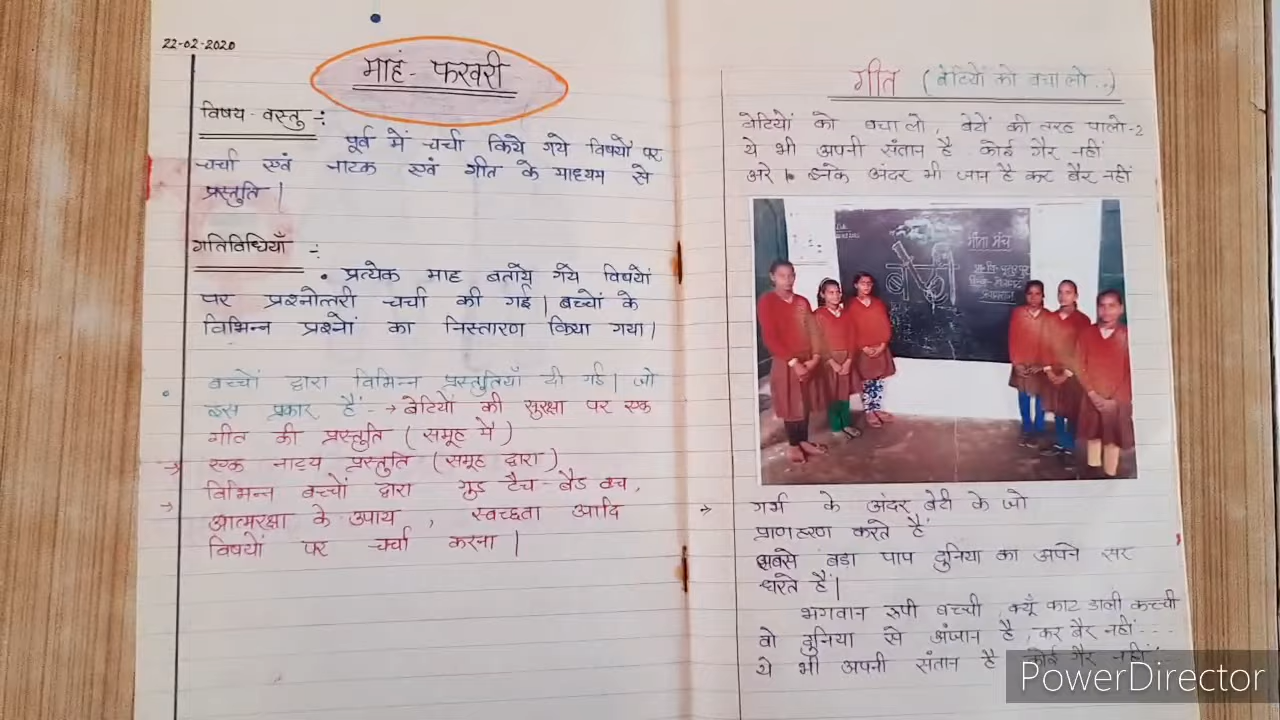 22-02-2020
माह - फरवरी
विषय-वस्तु -:
पूर्व में चर्चा किये गये विषयों पर
चर्चा एवं नाटक एवं गीत के माध्यम से
प्रस्तुति |
गतिविधियाँ -:
• प्रत्येक माह बताये गये विषयों
पर प्रश्नोत्तरी चर्चा की गई | बच्चों के
विभिन्न प्रश्नों का निस्तारण किया गया |
• बच्चों द्वारा विभिन्न प्रस्तुतियाँ दी गई | जो
इस प्रकार हैं - → बेटियों की सुरक्षा पर एक
गीत की प्रस्तुति ( समूह में )
→ एक नाट्य प्रस्तुति ( समूह द्वारा )
विभिन्न बच्चों द्वारा गुड टैच - बैड टच,
→ आत्मरक्षा के उपाय , स्वच्छता आदि
विषयों पर चर्चा करना |
गीत ( बेटियों को बचा लो .. )
बेटियों को बचा लो , बेटों की तरह पालो -2
ये भी अपनी संतान है कोई गैर नहीं
अरे । इनके अंदर भी जान है कर बैर नहीं
मीना मंच
बेटी
→ गर्भ के अंदर बेटी के जो
प्राण हरण करते हैं
सबसे बड़ा पाप दुनिया का अपने सर
धरते हैं |
भगवान रूपी बच्ची , क्यूँ काट डाली कच्ची
वो दुनिया से अंजान है , कर बैर नहीं ---
ये भी अपनी संतान है कोई गैर नहीं --
PowerDirector